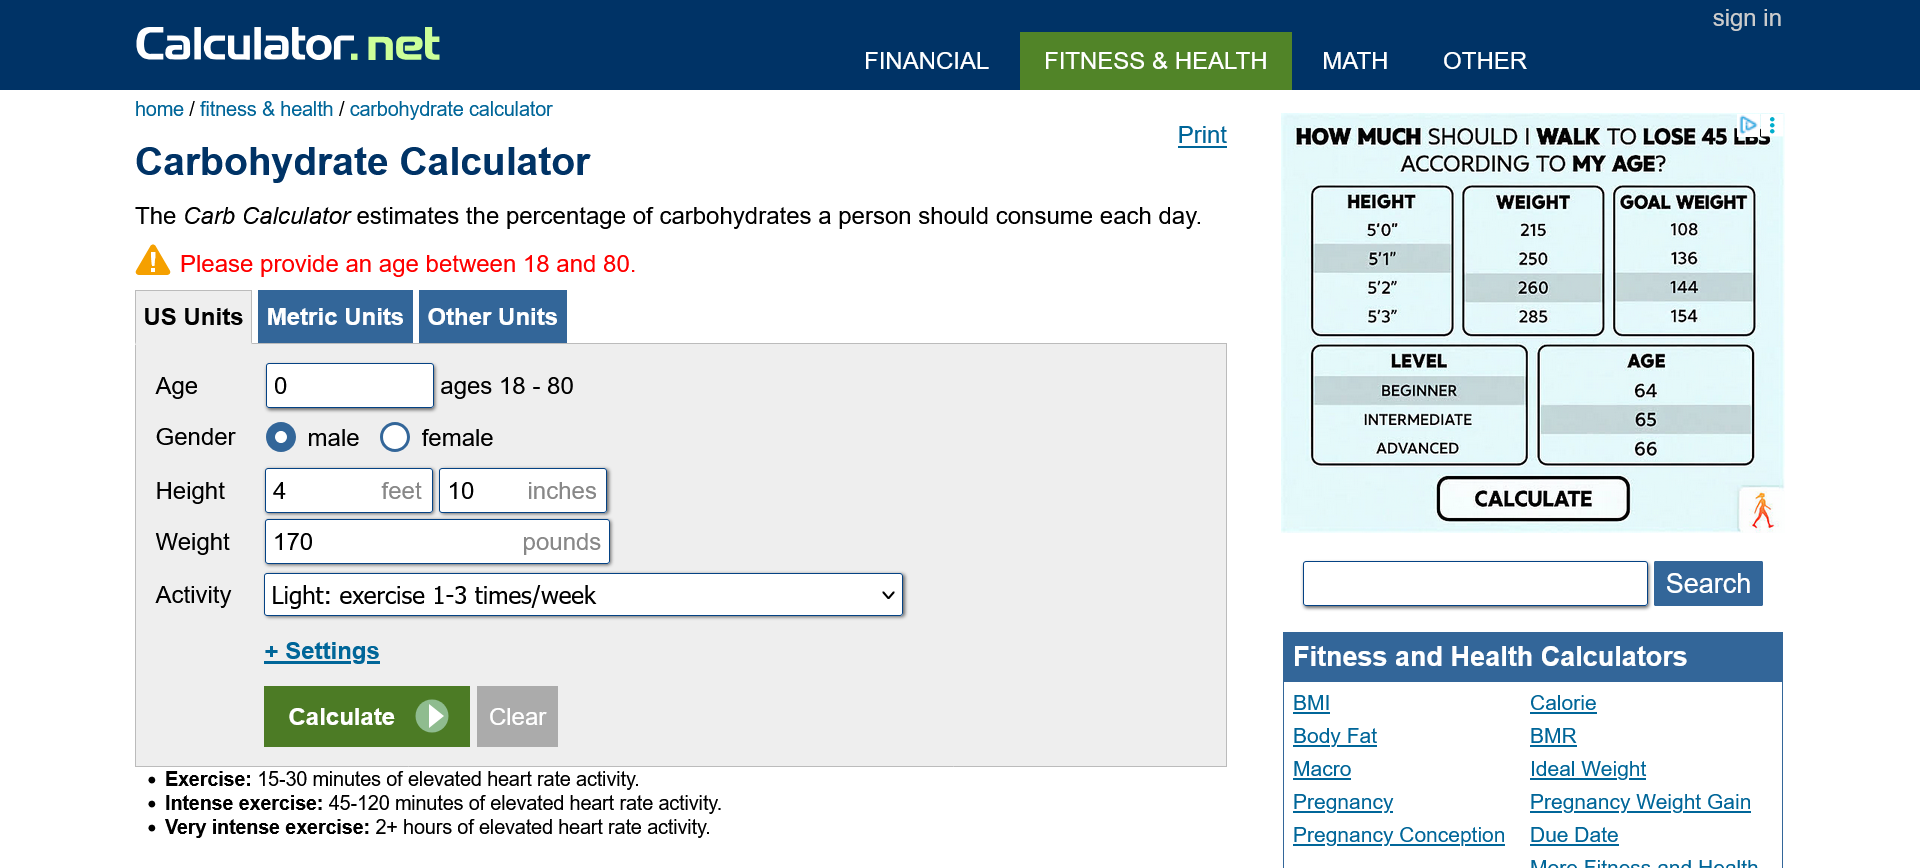 sign in
Calculator.net
FINANCIAL
FITNESS & HEALTH
MATH
OTHER
home / fitness & health / carbohydrate calculator
Print
Carbohydrate Calculator
The Carb Calculator estimates the percentage of carbohydrates a person should consume each day.
Please provide an age between 18 and 80.
US Units
Metric Units
Other Units
Age
0
ages 18 - 80
Gender
male
female
Height
4 feet
10 inches
Weight
170 pounds
Activity
Light: exercise 1-3 times/week
+ Settings
Calculate
Clear
Exercise: 15-30 minutes of elevated heart rate activity.
Intense exercise: 45-120 minutes of elevated heart rate activity.
Very intense exercise: 2+ hours of elevated heart rate activity.
HOW MUCH SHOULD I WALK TO LOSE 45 LBS
ACCORDING TO MY AGE?
HEIGHT
5'0"
5'1"
5'2"
5'3"
WEIGHT
215
250
260
285
GOAL WEIGHT
108
136
144
154
LEVEL
BEGINNER
INTERMEDIATE
ADVANCED
AGE
64
65
66
CALCULATE
Search
Fitness and Health Calculators
BMI
Calorie
Body Fat
BMR
Macro
Ideal Weight
Pregnancy
Pregnancy Weight Gain
Pregnancy Conception
Due Date
More Fitness and Health